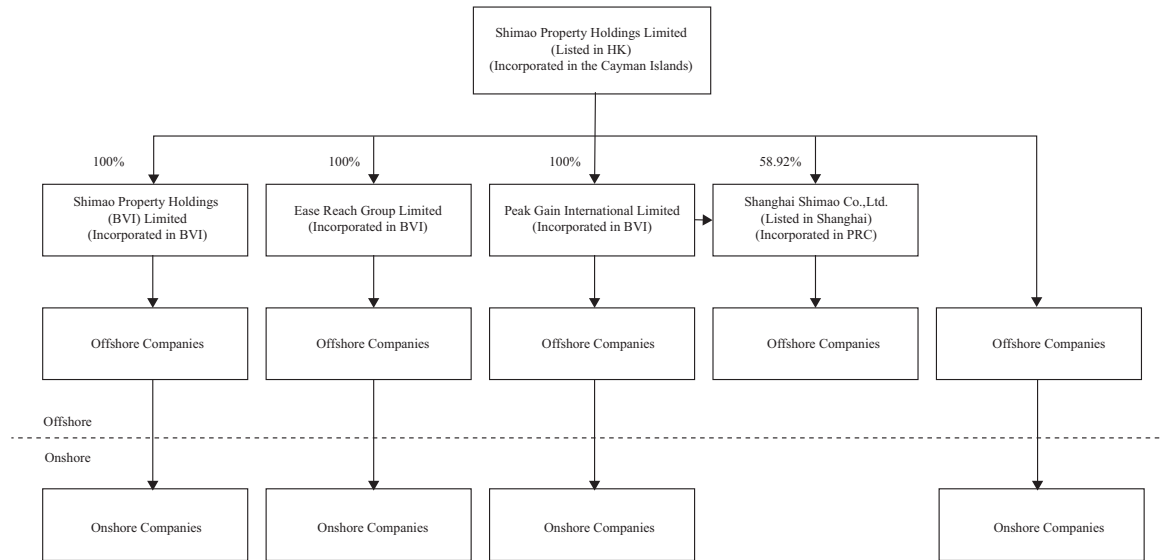 Shimao Property Holdings Limited
(Listed in HK)
(Incorporated in the Cayman Islands)
100%
100%
100%
58.92%
Shimao Property Holdings
(BVI) Limited
(Incorporated in BVI)
Ease Reach Group Limited
(Incorporated in BVI)
Peak Gain International Limited
(Incorporated in BVI)
Shanghai Shimao Co.,Ltd.
(Listed in Shanghai)
(Incorporated in PRC)
Offshore Companies
Offshore Companies
Offshore Companies
Offshore Companies
Offshore Companies
Offshore
Onshore
Onshore Companies
Onshore Companies
Onshore Companies
Onshore Companies